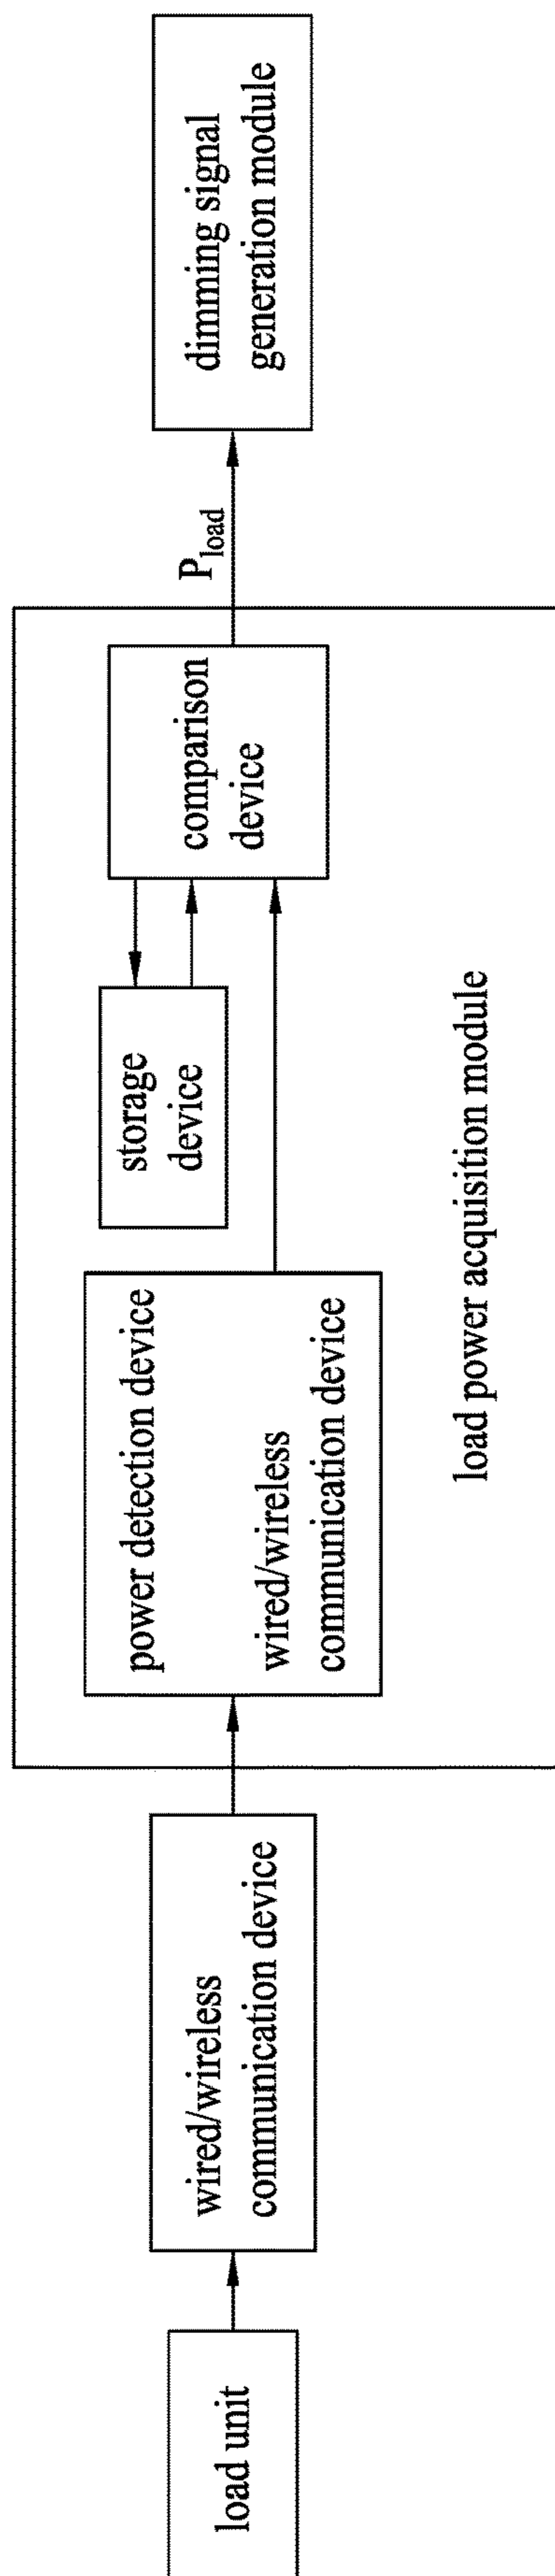 load unit
wired/wireless
communication device
power detection device
wired/wireless
communication device
storage
device
comparison
device
load power acquisition module
P_load
dimming signal
generation module